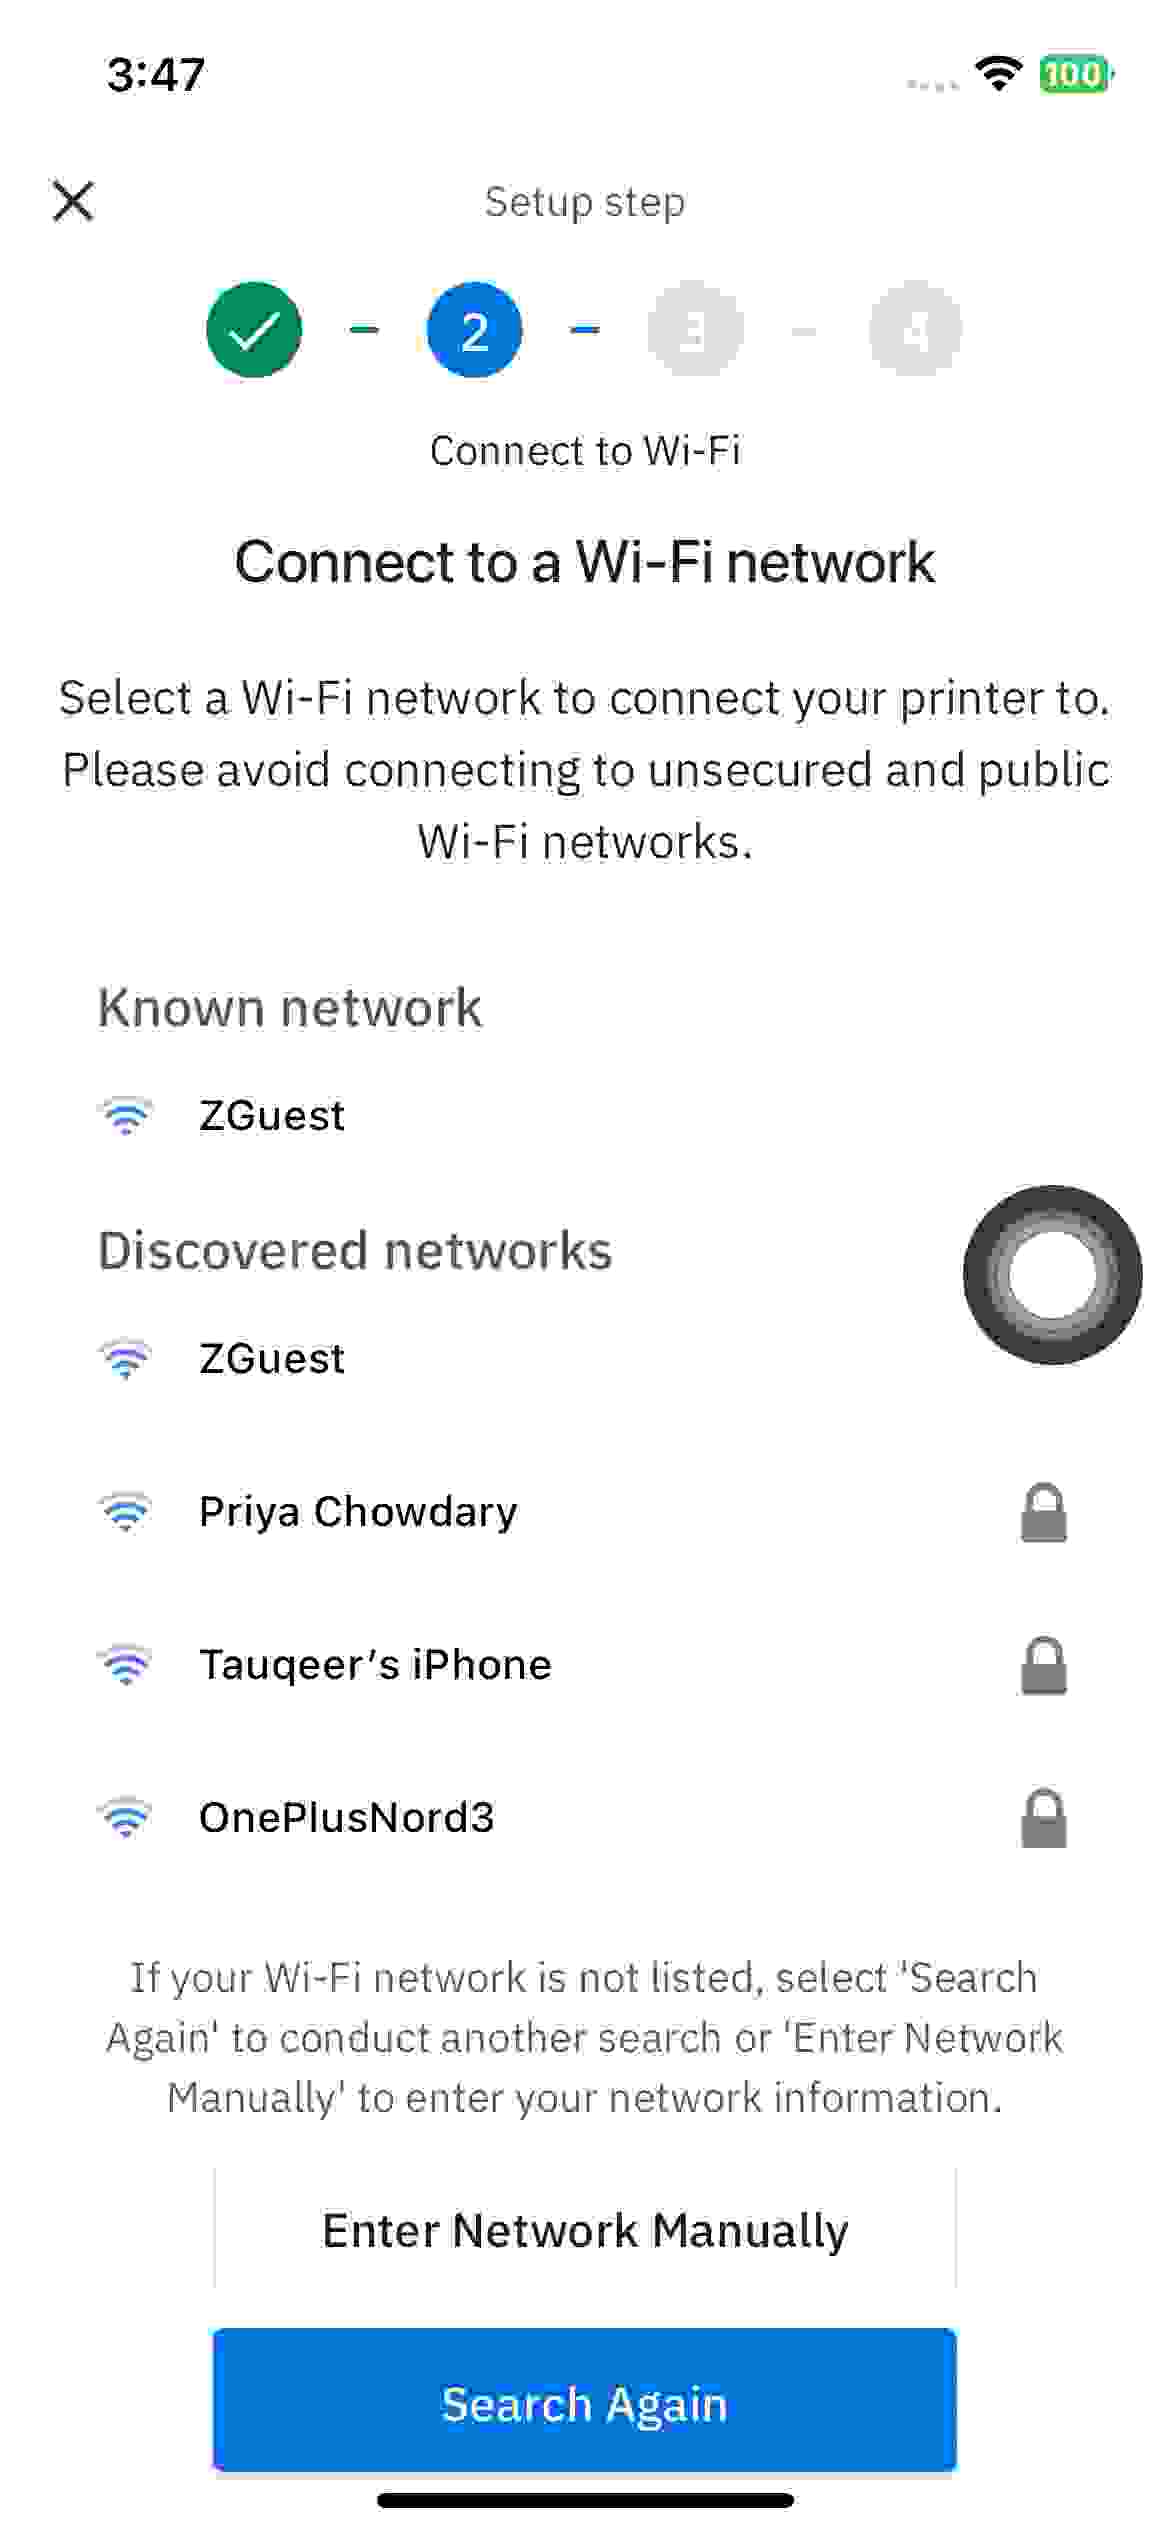 3:47
100
Setup step
2
3
4
Connect to Wi-Fi
Connect to a Wi-Fi network
Select a Wi-Fi network to connect your printer to.
Please avoid connecting to unsecured and public
Wi-Fi networks.
Known network
ZGuest
Discovered networks
ZGuest
Priya Chowdary
Tauqeer's iPhone
OnePlusNord3
If your Wi-Fi network is not listed, select 'Search
Again' to conduct another search or 'Enter Network
Manually' to enter your network information.
Enter Network Manually
Search Again